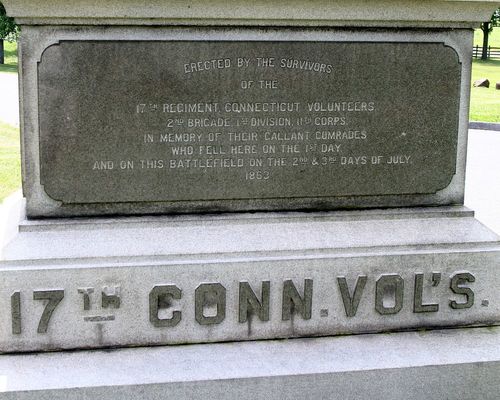 ERECTED BY THE SURVIVORS
OF THE
17TH REGIMENT, CONNECTICUT VOLUNTEERS
2ND BRIGADE 1ST DIVISION, 11TH CORPS.
IN MEMORY OF THEIR GALLANT COMRADES
WHO FELL HERE ON THE 1ST DAY
AND ON THIS BATTLEFIELD ON THE 2ND & 3RD DAYS OF JULY,
1863
17TH CONN. VOL'S.